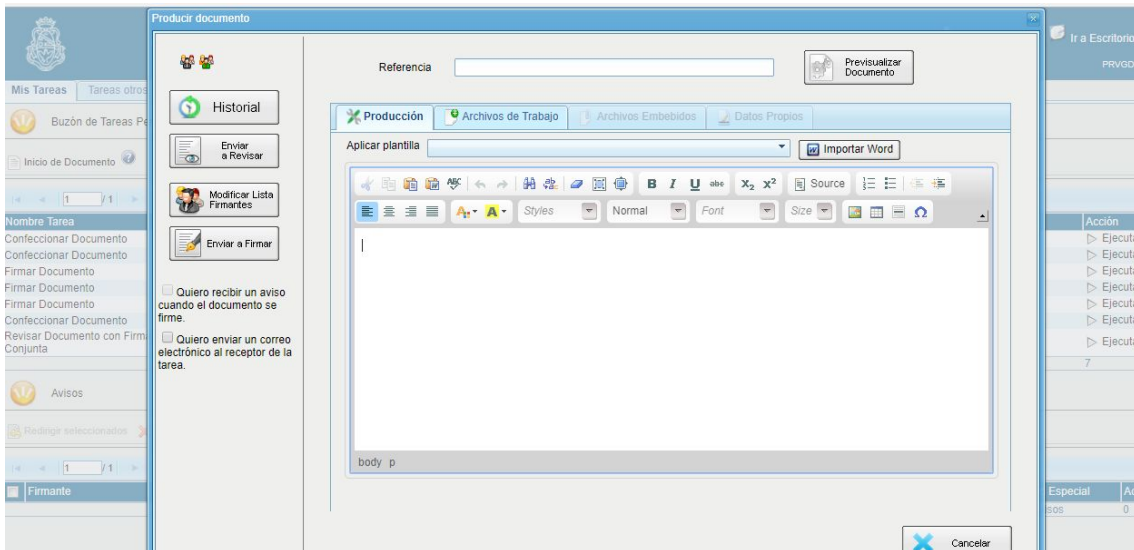 Producir documento
Ir a Escritorio
PRVGD
Referencia
Previsualizar
Documento
Mis Tareas
Tareas otros
Historial
Producción
Archivos de Trabajo
Archivos Embebidos
Datos Propios
Buzón de Tareas Pe
Aplicar plantilla
Importar Word
Enviar
a Revisar
Inicio de Documento
B I U abc X₂ X² Source
Modificar Lista
Firmantes
1 / 1
Styles
Normal
Font
Size
Nombre Tarea
Acción
Confeccionar Documento
Ejecuta
Confeccionar Documento
Ejecuta
Enviar a Firmar
Firmar Documento
Ejecuta
Firmar Documento
Ejecuta
Firmar Documento
Ejecuta
Confeccionar Documento
Ejecuta
Revisar Documento con Firm
Conjunta
Ejecuta
7
Quiero recibir un aviso
cuando el documento se
firme.
Quiero enviar un correo
electrónico al receptor de la
tarea.
Avisos
Redirigir seleccionados
body p
1 / 1
Firmante
Especial
Ad
sos
0
Cancelar